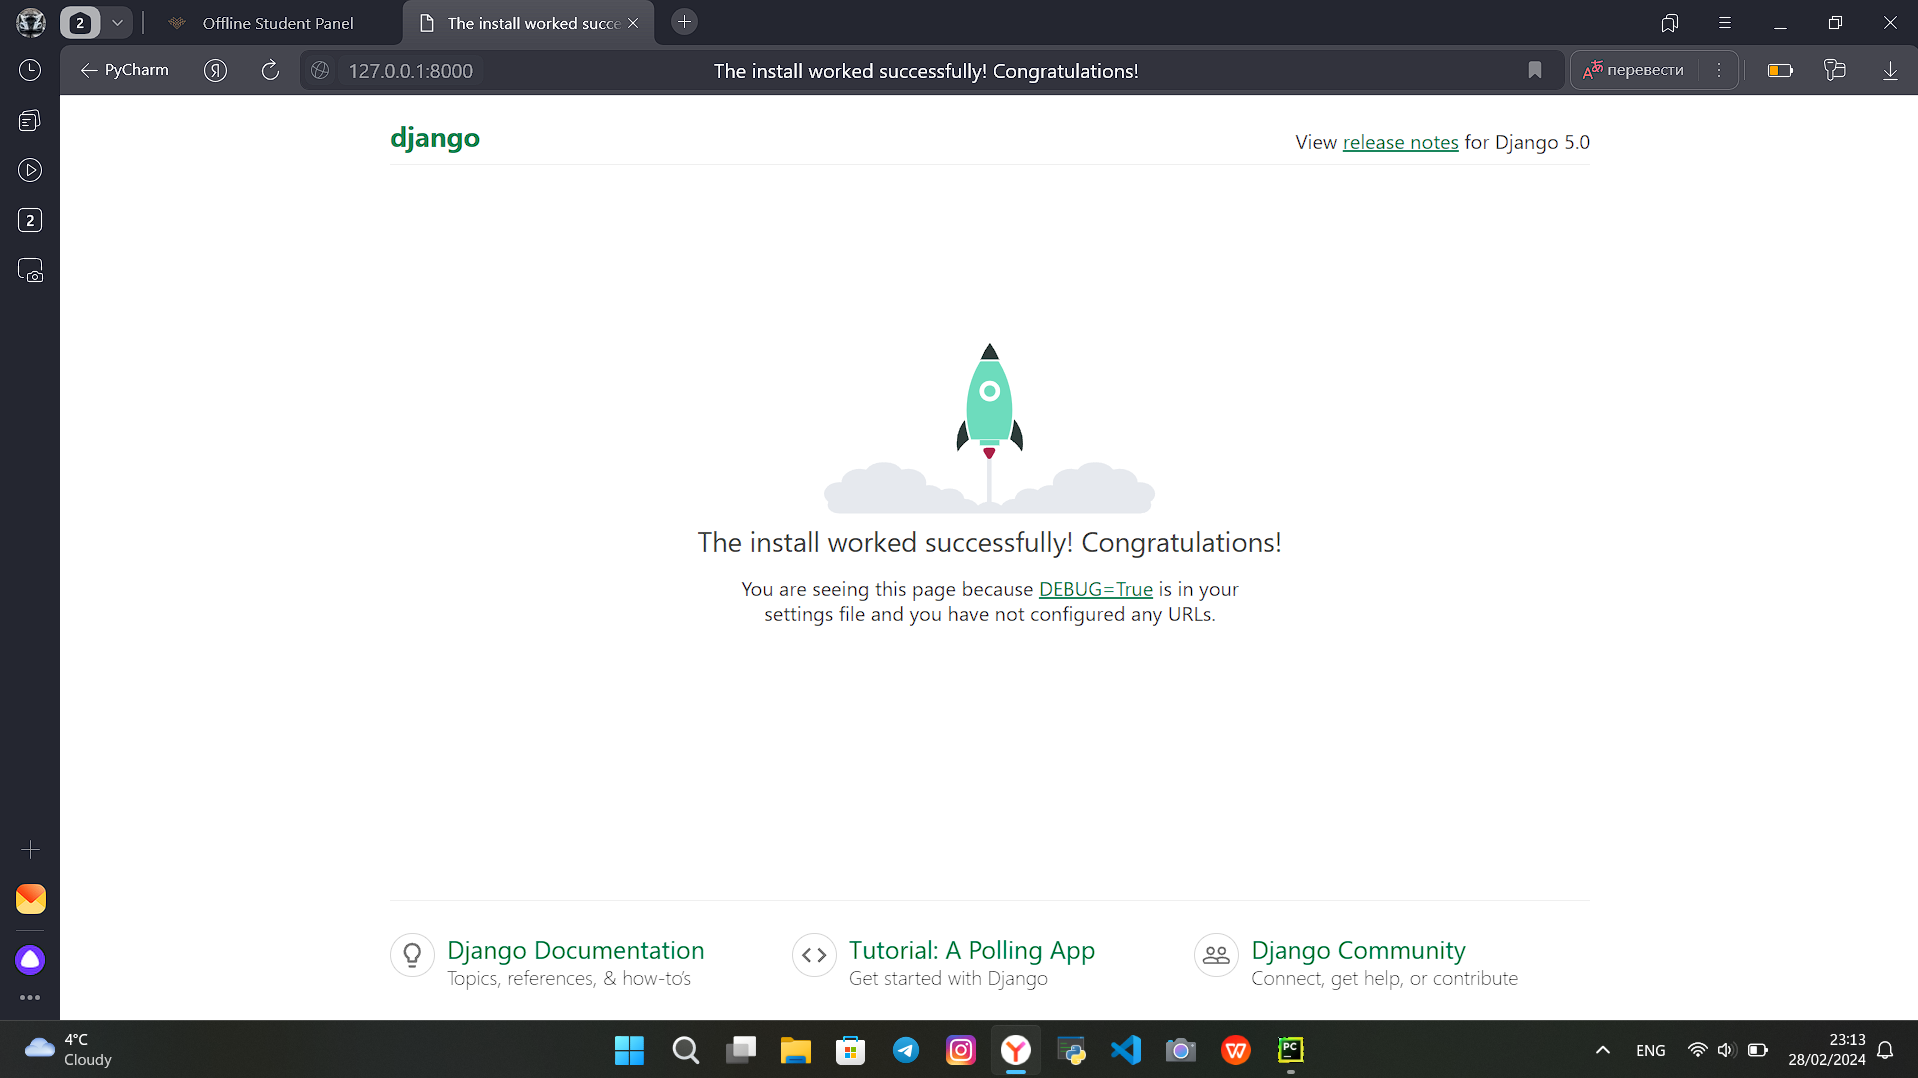 2
Offline Student Panel
The install worked succe
PyCharm
127.0.0.1:8000
The install worked successfully! Congratulations!
перевести
2
django
View release notes for Django 5.0
The install worked successfully! Congratulations!
You are seeing this page because DEBUG=True is in your
settings file and you have not configured any URLs.
Django Documentation
Topics, references, & how-to’s
Tutorial: A Polling App
Get started with Django
Django Community
Connect, get help, or contribute
4°C
Cloudy
PC
ENG
23:13
28/02/2024